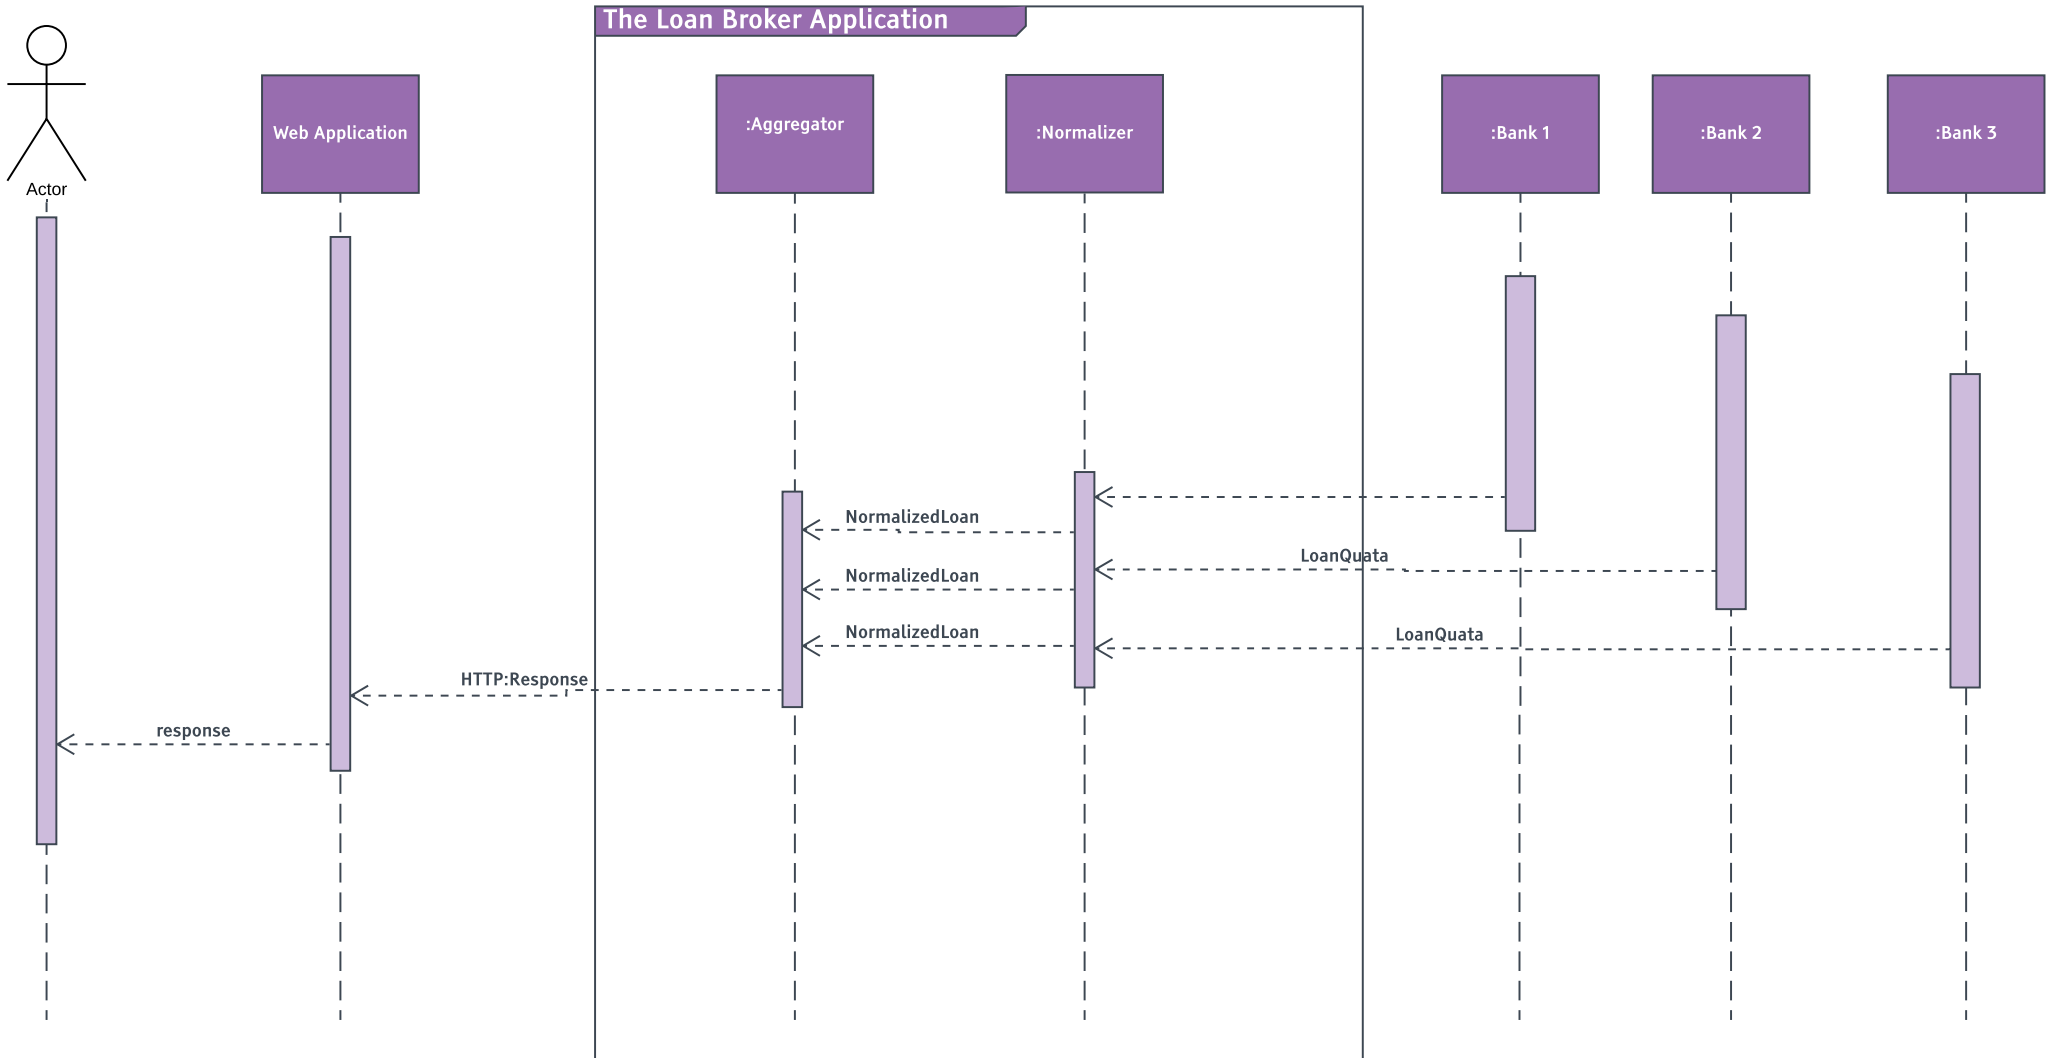 The Loan Broker Application
Actor
Web Application
:Aggregator
:Normalizer
:Bank 1
:Bank 2
:Bank 3
NormalizedLoan
LoanQuata
NormalizedLoan
NormalizedLoan
LoanQuata
HTTP:Response
response